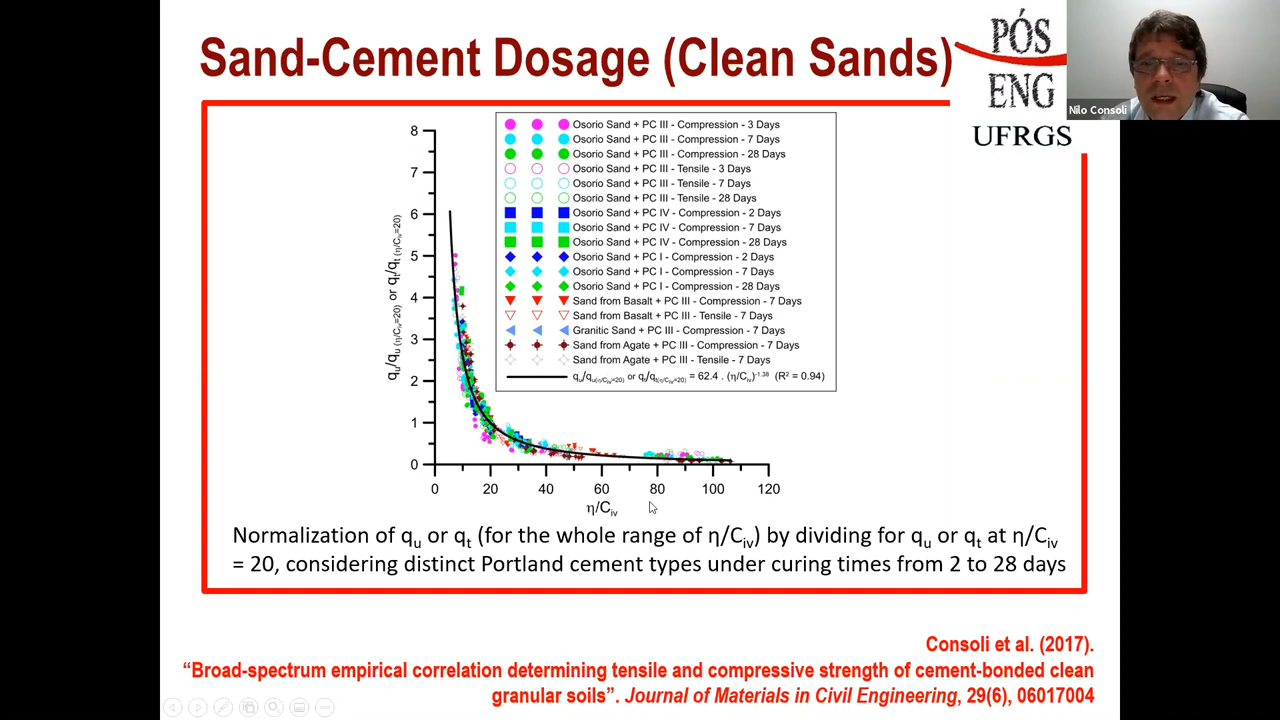 Sand-Cement Dosage (Clean Sands)
PÓS
ENG
UFRGS
Nilo Consoli
8
7
6
5
4
3
2
1
0
0 20 40 60 80 100 120
qu/qu (η/Civ=20) or qt/qt (η/Civ=20)
η/Civ
Osorio Sand + PC III - Compression - 3 Days
Osorio Sand + PC III - Compression - 7 Days
Osorio Sand + PC III - Compression - 28 Days
Osorio Sand + PC III - Tensile - 3 Days
Osorio Sand + PC III - Tensile - 7 Days
Osorio Sand + PC III - Tensile - 28 Days
Osorio Sand + PC IV - Compression - 2 Days
Osorio Sand + PC IV - Compression - 7 Days
Osorio Sand + PC IV - Compression - 28 Days
Osorio Sand + PC I - Compression - 2 Days
Osorio Sand + PC I - Compression - 7 Days
Osorio Sand + PC I - Compression - 28 Days
Sand from Basalt + PC III - Compression - 7 Days
Sand from Basalt + PC III - Tensile - 7 Days
Granitic Sand + PC III - Compression - 7 Days
Sand from Agate + PC III - Compression - 7 Days
Sand from Agate + PC III - Tensile - 7 Days
qu/qu(η/Civ=20) or qt/qt(η/Civ=20) = 62.4 . (η/Civ)-1.38 (R² = 0.94)
Normalization of qu or qt (for the whole range of η/Civ) by dividing for qu or qt at η/Civ
= 20, considering distinct Portland cement types under curing times from 2 to 28 days
Consoli et al. (2017).
“Broad-spectrum empirical correlation determining tensile and compressive strength of cement-bonded clean
granular soils”. Journal of Materials in Civil Engineering, 29(6), 06017004